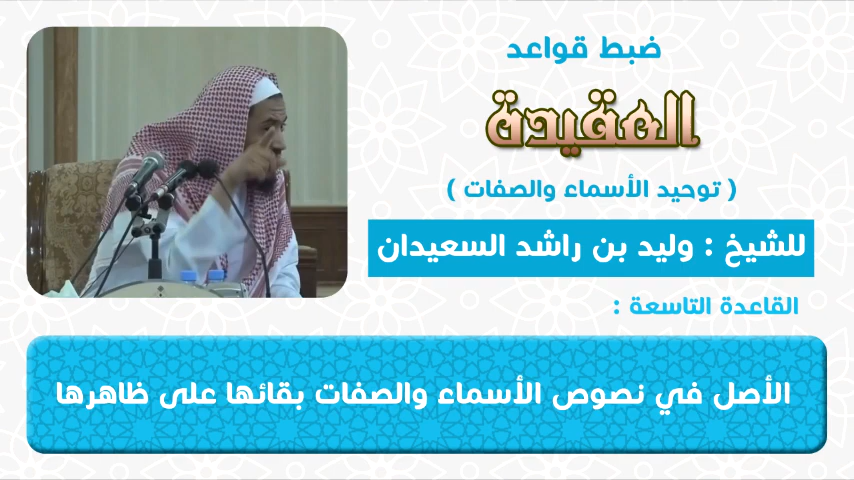 ضبط قواعد
العقيدة
( توحيد الأسماء والصفات )
للشيخ : وليد بن راشد السعيدان
القاعدة التاسعة :
الأصل في نصوص الأسماء والصفات بقائها على ظاهرها